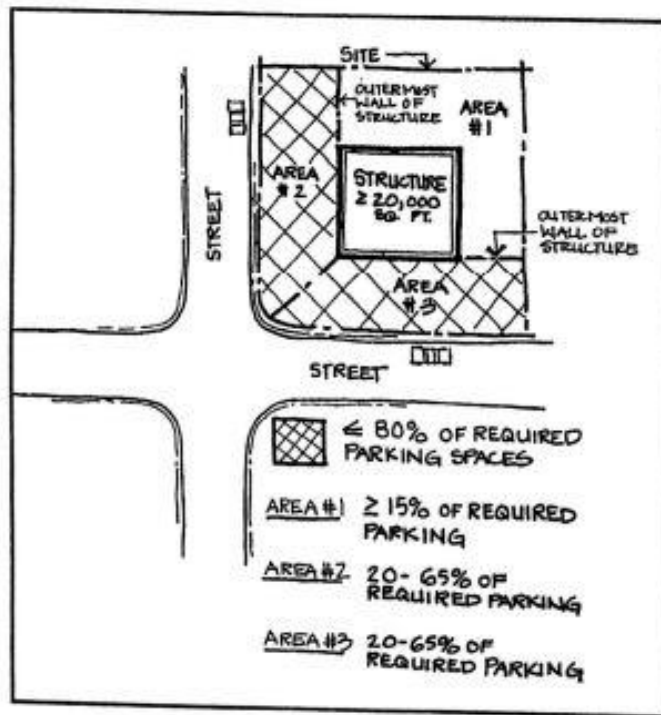 SITE
OUTERMOST
WALL OF
STRUCTURE
AREA
#1
AREA
#2
STRUCTURE
≥ 20,000
SQ. FT.
OUTERMOST
WALL OF
STRUCTURE
STREET
AREA
#3
STREET
≤ 80% OF REQUIRED
PARKING SPACES
AREA #1 ≥ 15% OF REQUIRED
PARKING
AREA #2 20-65% OF
REQUIRED PARKING
AREA #3 20-65% OF
REQUIRED PARKING